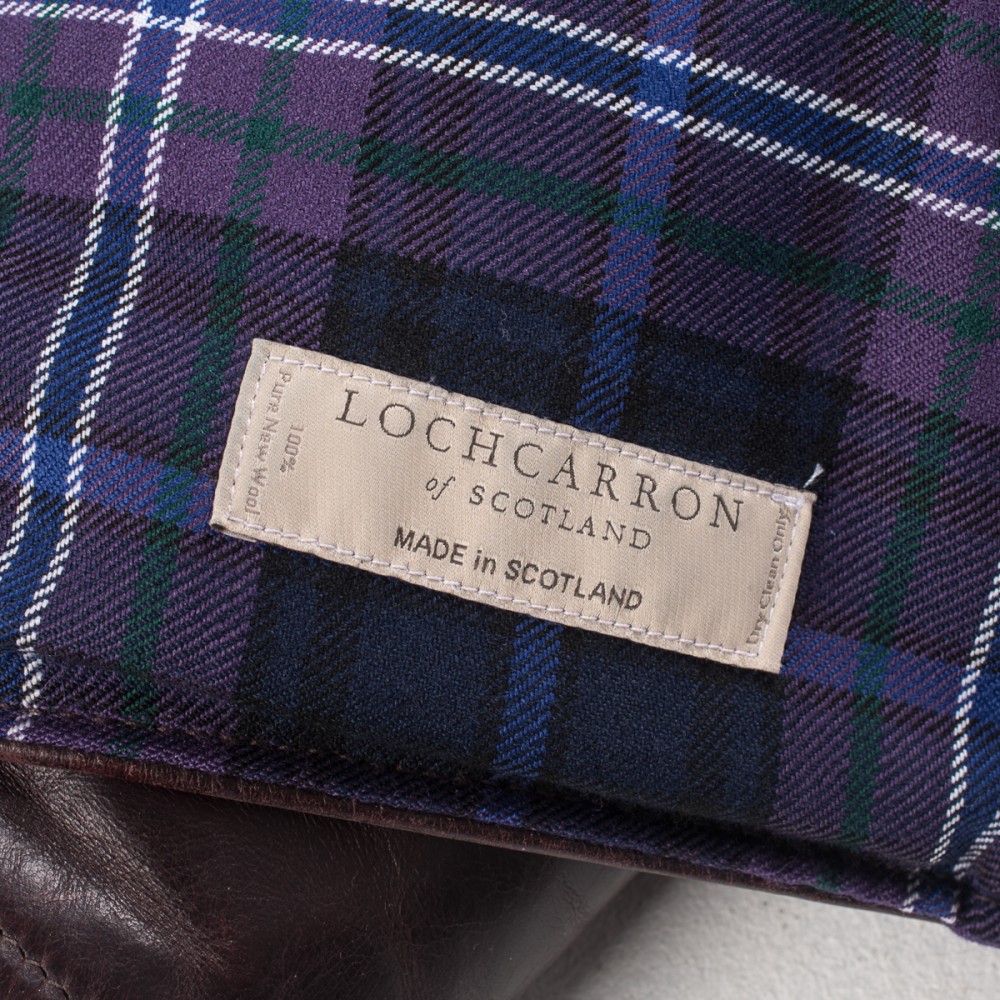 LOCHCARRON
of SCOTLAND
MADE in SCOTLAND
100%
Pure New Wool
Dry Clean Only